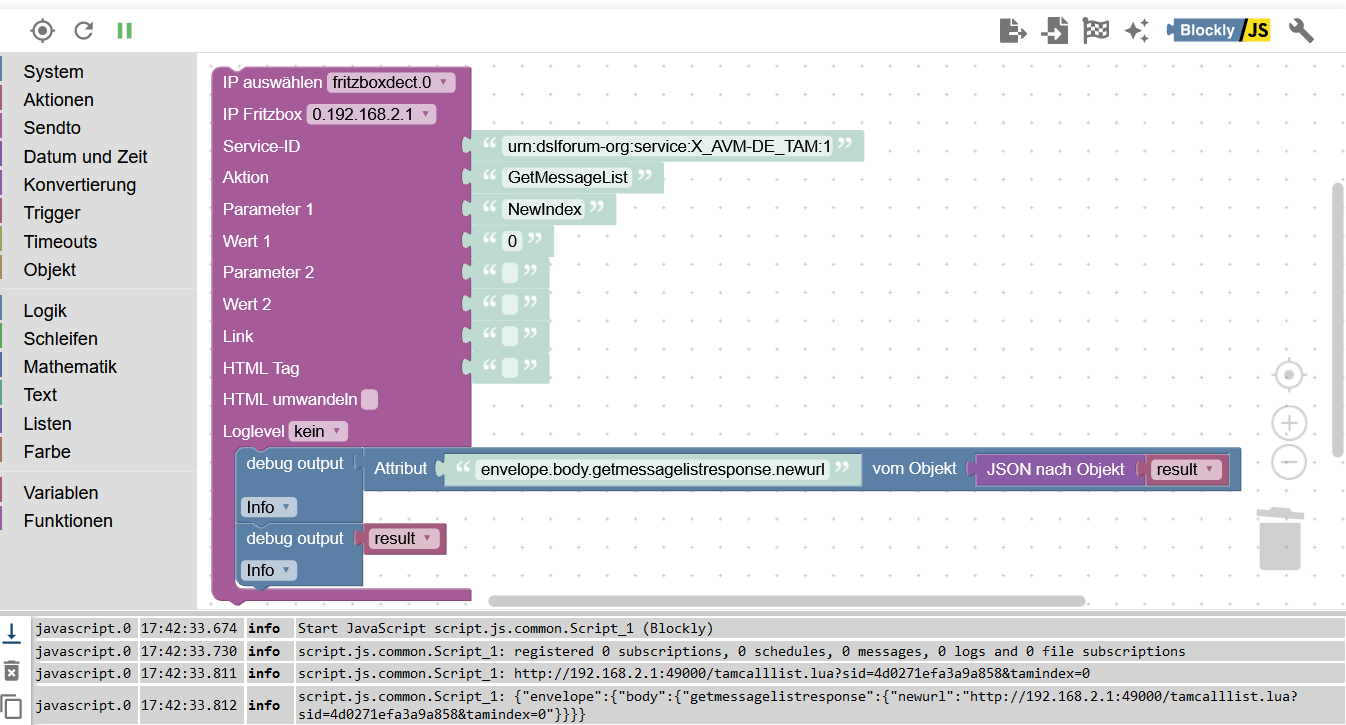 Blockly/JS
System
Aktionen
Sendto
Datum und Zeit
Konvertierung
Trigger
Timeouts
Objekt
Logik
Schleifen
Mathematik
Text
Listen
Farbe
Variablen
Funktionen
IP auswählen fritzboxdect.0
IP Fritzbox 0.192.168.2.1
Service-ID “ urn:dslforum-org:service:X_AVM-DE_TAM:1 ”
Aktion “ GetMessageList ”
Parameter 1 “ NewIndex ”
Wert 1 “ 0 ”
Parameter 2 “ ”
Wert 2 “ ”
Link “ ”
HTML Tag “ ”
HTML umwandeln
Loglevel kein
debug output Attribut “ envelope.body.getmessagelistresponse.newurl ” vom Objekt JSON nach Objekt result
Info
debug output result
Info
javascript.0 17:42:33.674 info Start JavaScript script.js.common.Script_1 (Blockly)
javascript.0 17:42:33.730 info script.js.common.Script_1: registered 0 subscriptions, 0 schedules, 0 messages, 0 logs and 0 file subscriptions
javascript.0 17:42:33.811 info script.js.common.Script_1: http://192.168.2.1:49000/tamcalllist.lua?sid=4d0271efa3a9a858&tamindex=0
javascript.0 17:42:33.812 info script.js.common.Script_1: {"envelope":{"body":{"getmessagelistresponse":{"newurl":"http://192.168.2.1:49000/tamcalllist.lua?
sid=4d0271efa3a9a858&tamindex=0"}}}}